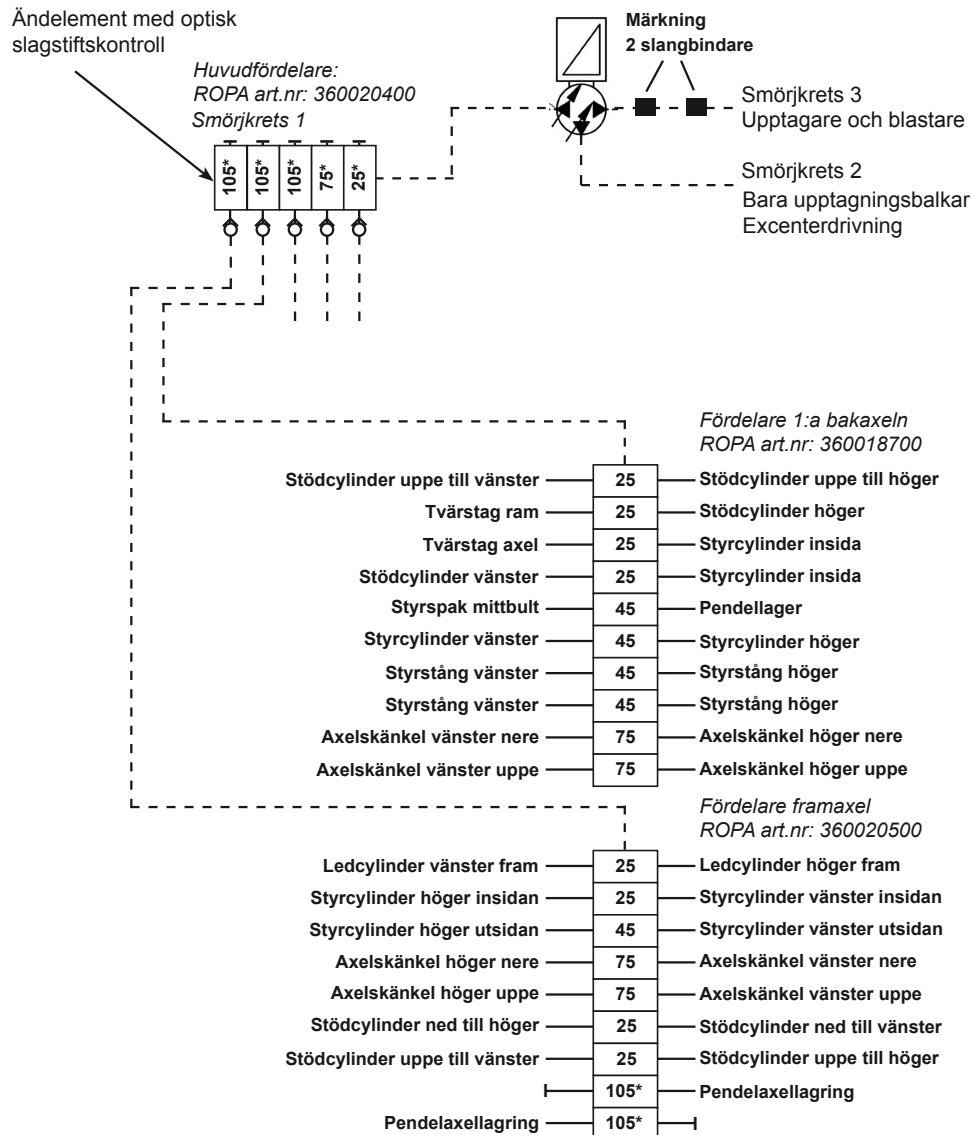 Ändelement med optisk
slagstiftskontroll
Huvudfördelare:
ROPA art.nr: 360020400
Smörjkrets 1
105* 105* 105* 75* 25*
Märkning
2 slangbindare
Smörjkrets 3
Upptagare och blastare
Smörjkrets 2
Bara upptagningsbalkar
Excenterdrivning
Fördelare 1:a bakaxeln
ROPA art.nr: 360018700
Stödcylinder uppe till vänster 25 Stödcylinder uppe till höger
Tvärstag ram 25 Stödcylinder höger
Tvärstag axel 25 Styrcylinder insida
Stödcylinder vänster 25 Styrcylinder insida
Styrspak mittbult 45 Pendellager
Styrcylinder vänster 45 Styrcylinder höger
Styrstång vänster 45 Styrstång höger
Styrstång vänster 45 Styrstång höger
Axelskänkel vänster nere 75 Axelskänkel höger nere
Axelskänkel vänster uppe 75 Axelskänkel höger uppe
Fördelare framaxel
ROPA art.nr: 360020500
Ledcylinder vänster fram 25 Ledcylinder höger fram
Styrcylinder höger insidan 25 Styrcylinder vänster insidan
Styrcylinder höger utsidan 45 Styrcylinder vänster utsidan
Axelskänkel höger nere 75 Axelskänkel vänster nere
Axelskänkel höger uppe 75 Axelskänkel vänster uppe
Stödcylinder ned till höger 25 Stödcylinder ned till vänster
Stödcylinder uppe till vänster 25 Stödcylinder uppe till höger
105* Pendelaxellagring
Pendelaxellagring 105*